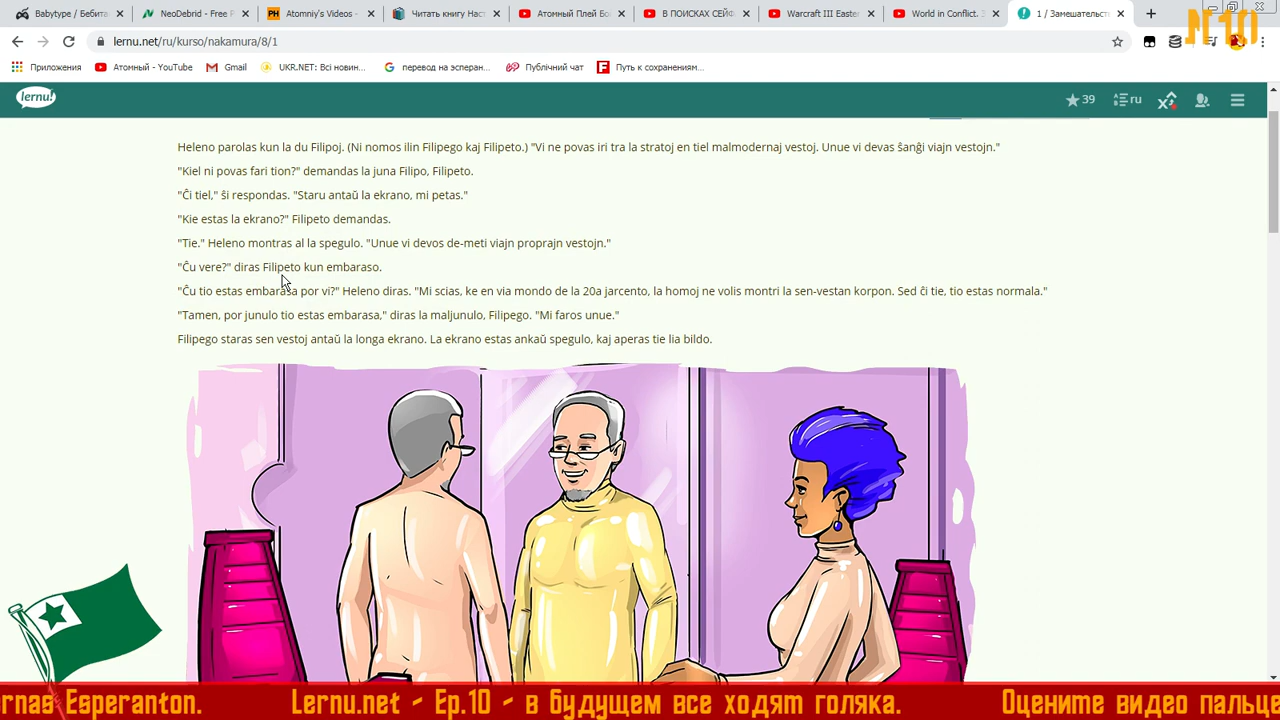 Babytype / Бебита
NeoDebrid - Free P
Atomniy's Videos -
Читать книгу Наст
Атомный Плей Бо
В ПОИСКАХ СЕЙФ
Warcraft III Easter
World in Conflict. З
1 / Замешательст
lernu.net/ru/kurso/nakamura/8/1
№10
Приложения
Атомный - YouTube
Gmail
UKR.NET: Всі новин...
перевод на эсперан...
Публічний чат
Путь к сохранениям...
lernu!
39
ru
Heleno parolas kun la du Filipoj. (Ni nomos ilin Filipego kaj Filipeto.) "Vi ne povas iri tra la stratoj en tiel malmodernaj vestoj. Unue vi devas ŝanĝi viajn vestojn."
"Kiel ni povas fari tion?" demandas la juna Filipo, Filipeto.
"Ĉi tiel," ŝi respondas. "Staru antaŭ la ekrano, mi petas."
"Kie estas la ekrano?" Filipeto demandas.
"Tie." Heleno montras al la spegulo. "Unue vi devos de-meti viajn proprajn vestojn."
"Ĉu vere?" diras Filipeto kun embaraso.
"Ĉu tio estas embarasa por vi?" Heleno diras. "Mi scias, ke en via mondo de la 20a jarcento, la homoj ne volis montri la sen-vestan korpon. Sed ĉi tie, tio estas normala."
"Tamen, por junulo tio estas embarasa," diras la maljunulo, Filipego. "Mi faros unue."
Filipego staras sen vestoj antaŭ la longa ekrano. La ekrano estas ankaŭ spegulo, kaj aperas tie lia bildo.
rnas Esperanton. Lernu.net - Ep.10 - в будущем все ходят голяка. Оцените видео пальце